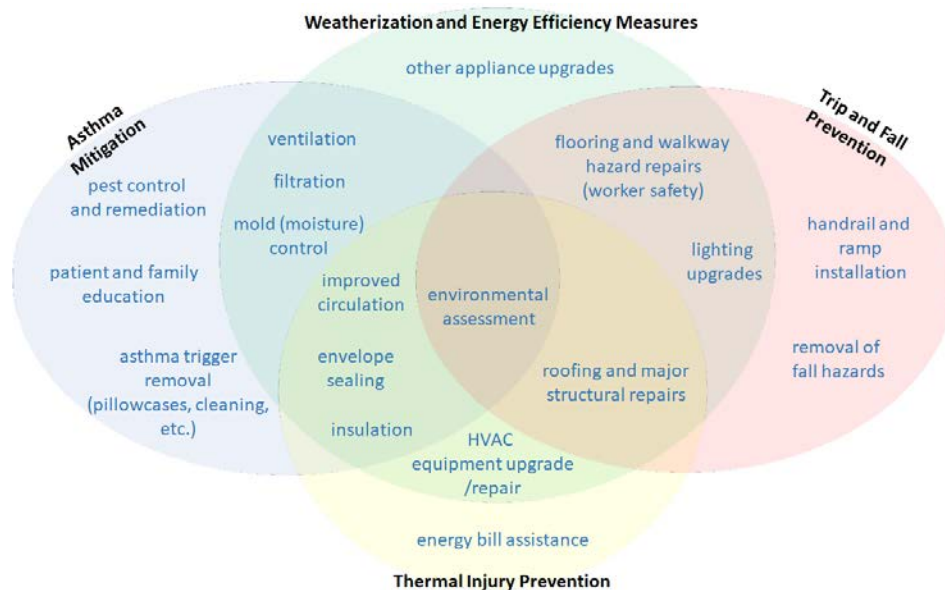 Weatherization and Energy Efficiency Measures
other appliance upgrades
Asthma
Mitigation
Trip and Fall
Prevention
ventilation
filtration
mold (moisture)
control
flooring and walkway
hazard repairs
(worker safety)
pest control
and remediation
patient and family
education
asthma trigger
removal
(pillowcases, cleaning,
etc.)
improved
circulation
envelope
sealing
insulation
environmental
assessment
lighting
upgrades
handrail and
ramp
installation
removal of
fall hazards
roofing and major
structural repairs
HVAC
equipment upgrade
/repair
energy bill assistance
Thermal Injury Prevention